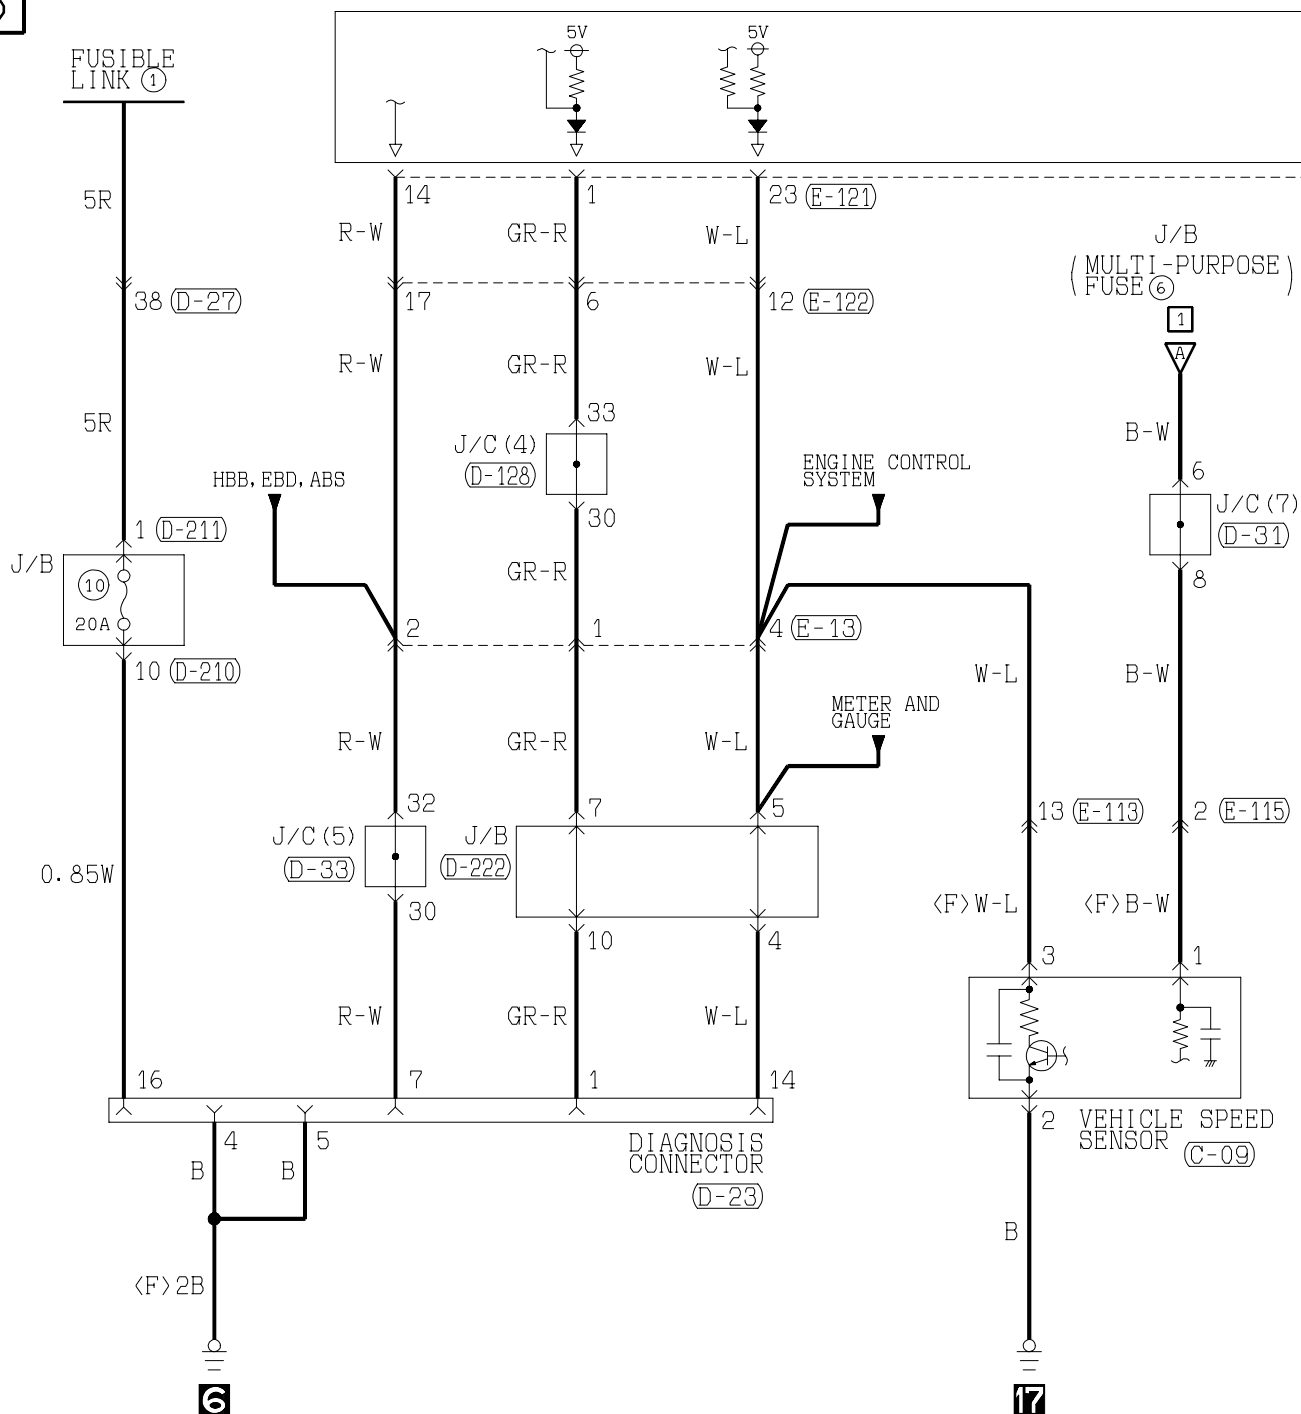 5V
5V
FUSIBLE
LINK ①
14
1
23 (E-121)
5R
R-W
GR-R
W-L
J/B
(MULTI-PURPOSE)
FUSE ⑥
38 (D-27)
17
6
12 (E-122)
1
A
R-W
GR-R
W-L
5R
33
B-W
J/C(4)
(D-128)
ENGINE CONTROL
SYSTEM
6
HBB, EBD, ABS
J/C(7)
(D-31)
30
1 (D-211)
J/B
GR-R
8
⑩
20A
2
1
4 (E-13)
10 (D-210)
W-L
B-W
METER AND
GAUGE
R-W
GR-R
W-L
32
7
5
13 (E-113)
2 (E-115)
J/C(5)
(D-33)
J/B
(D-222)
0.85W
<F>W-L
<F>B-W
30
10
4
3
1
R-W
GR-R
W-L
16
7
1
14
2
VEHICLE SPEED
SENSOR (C-09)
4
5
DIAGNOSIS
CONNECTOR
(D-23)
B
B
B
<F>2B
6
17